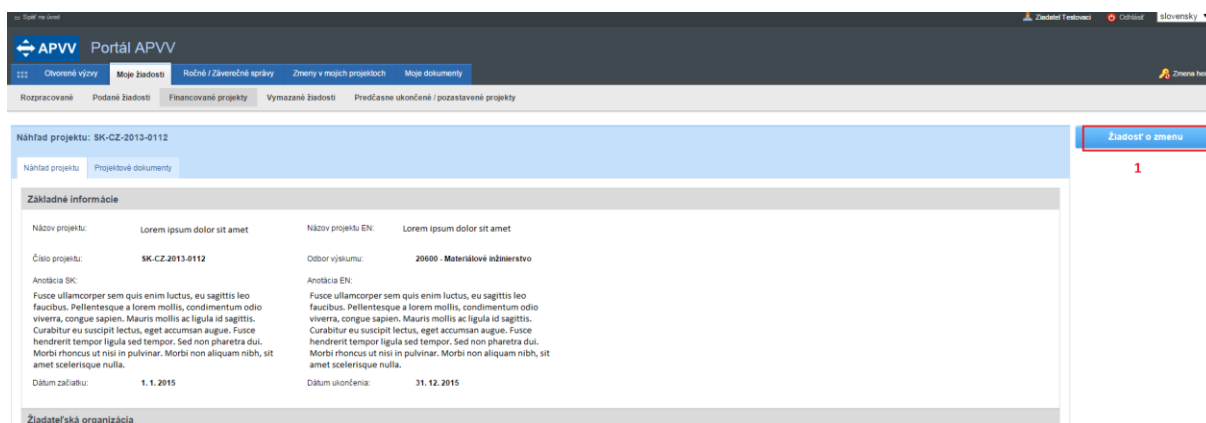 Späť na úvod
Ziadatel Testovaci
Odhlásiť
slovensky
APVV Portál APVV
Otvorené výzvy Moje žiadosti Ročné / Záverečné správy Zmeny v mojich projektoch Moje dokumenty
Zmena
Rozpracované Podané žiadosti Financované projekty Vymazané žiadosti Predčasne ukončené / pozastavené projekty
Náhľad projektu: SK-CZ-2013-0112
Žiadosť o zmenu
1
Náhľad projektu Projektové dokumenty
Základné informácie
Názov projektu: Lorem ipsum dolor sit amet
Názov projektu EN: Lorem ipsum dolor sit amet
Číslo projektu: SK-CZ-2013-0112
Odbor výskumu: 20600 - Materiálové inžinierstvo
Anotácia SK:
Fusce ullamcorper sem quis enim luctus, eu sagittis leo
faucibus. Pellentesque a lorem mollis, condimentum odio
viverra, congue sapien. Mauris mollis ac ligula id sagittis.
Curabitur eu suscipit lectus, eget accumsan augue. Fusce
hendrerit tempor ligula sed tempor. Sed non pharetra dui.
Morbi rhoncus ut nisi in pulvinar. Morbi non aliquam nibh, sit
amet scelerisque nulla.
Anotácia EN:
Fusce ullamcorper sem quis enim luctus, eu sagittis leo
faucibus. Pellentesque a lorem mollis, condimentum odio
viverra, congue sapien. Mauris mollis ac ligula id sagittis.
Curabitur eu suscipit lectus, eget accumsan augue. Fusce
hendrerit tempor ligula sed tempor. Sed non pharetra dui.
Morbi rhoncus ut nisi in pulvinar. Morbi non aliquam nibh, sit
amet scelerisque nulla.
Dátum začiatku: 1. 1. 2015
Dátum ukončenia: 31. 12. 2015
Žiadateľská organizácia